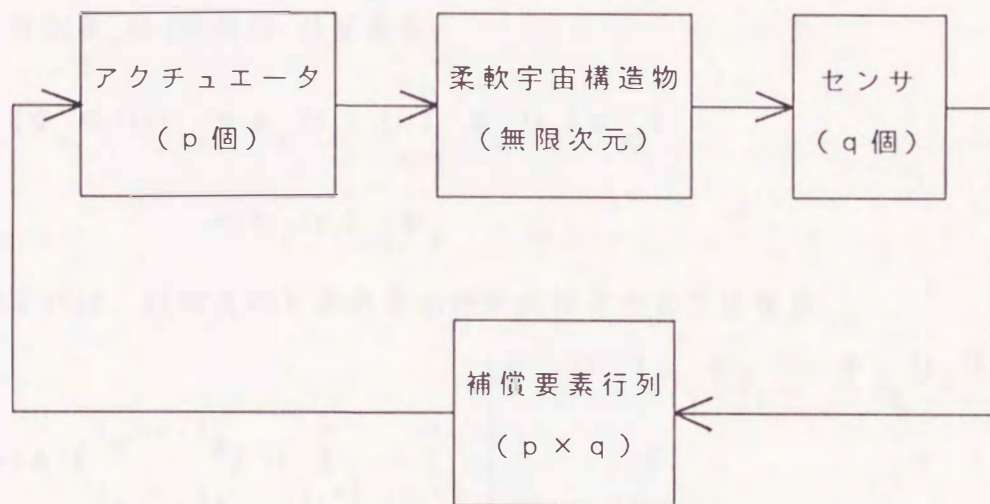 アクチュエータ
(p個)
柔軟宇宙構造物
(無限次元)
センサ
(q個)
補償要素行列
(p×q)